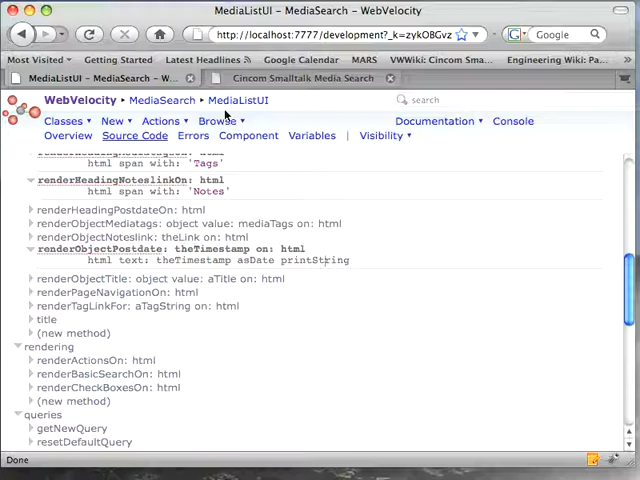 MediaListUI - MediaSearch - WebVelocity
http://localhost:7777/development?_k=zykOBGvz
Google
Most Visited Getting Started Latest Headlines Google Calendar MARS VWWiki: Cincom Sm... Engineering Wiki: Pa...
MediaListUI - MediaSearch - W... Cincom Smalltalk Media Search
WebVelocity MediaSearch MediaListUI search
Classes New Actions Browse Documentation Console
Overview Source Code Errors Component Variables | Visibility
html span with: 'Tags'
renderHeadingNoteslinkOn: html
html span with: 'Notes'
renderHeadingPostdateOn: html
renderObjectMediatags: object value: mediaTags on: html
renderObjectNoteslink: theLink on: html
renderObjectPostdate: theTimestamp on: html
html text: theTimestamp asDate printString
renderObjectTitle: object value: aTitle on: html
renderPageNavigationOn: html
renderTagLinkFor: aTagString on: html
title
(new method)
rendering
renderActionsOn: html
renderBasicSearchOn: html
renderCheckBoxesOn: html
(new method)
queries
getNewQuery
resetDefaultQuery
Done